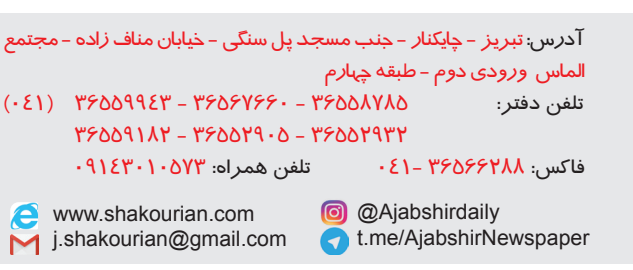 آدرس: تبریز - چایکنار - جنب مسجد پل سنگی - خیابان مناف زاده - مجتمع
الماس ورودی دوم - طبقه چهارم
تلفن دفتر: ۳۶۵۵۸۷۸۵ - ۳۶۵۶۷۶۶۰ - ۳۶۵۵۹۹۴۳ (۰۴۱)
۳۶۵۵۲۹۳۲ - ۳۶۵۵۲۹۰۵ - ۳۶۵۵۹۱۸۲
فاکس: ۳۶۵۶۶۲۸۸ -۰۴۱ تلفن همراه: ۰۹۱۴۳۰۱۰۵۷۳
www.shakourian.com @Ajabshirdaily
j.shakourian@gmail.com t.me/AjabshirNewspaper